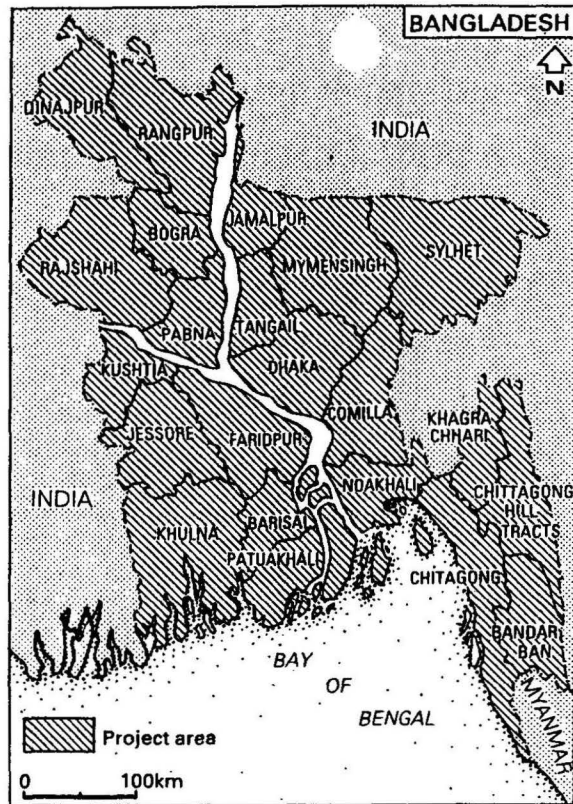 BANGLADESH
N
DINAJPUR
RANGPUR
INDIA
BOGRA
JAMALPUR
RAJSHAHI
MYMENSINGH
SYLHET
PABNA
TANGAIL
KUSHTIA
DHAKA
JESSORE
FARIDPUR
COMILLA
KHAGRA
CHHARI
INDIA
NOAKHALI
CHITTAGONG
HILL
TRACTS
KHULNA
BARISAL
PATUAKHALI
CHITAGONG
BANDAR
BAN
BAY
OF
BENGAL
MYANMAR
Project area
0 100km